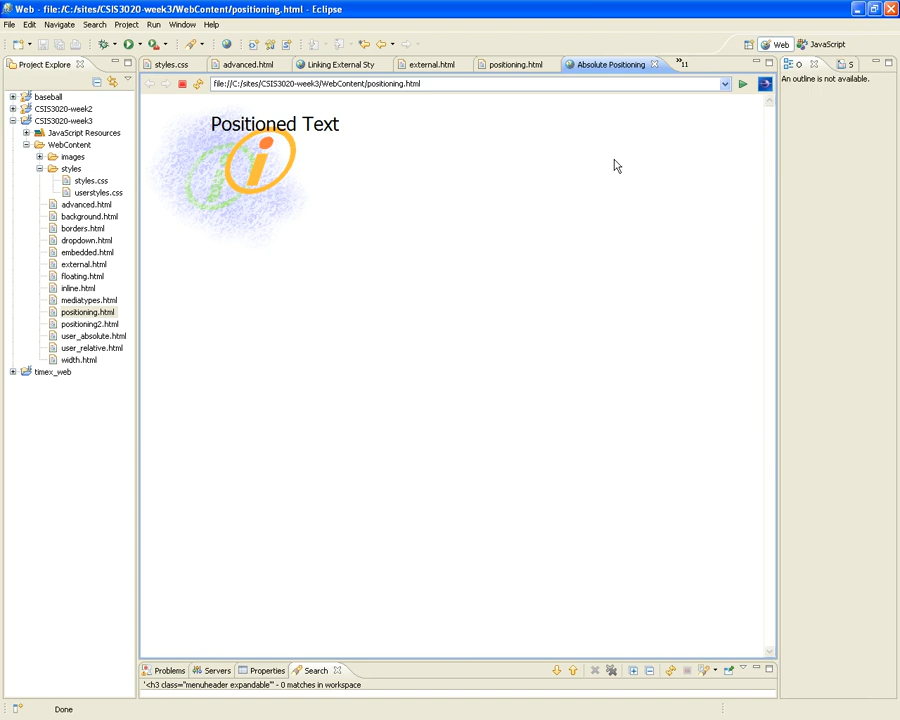 Web - file:/C:/sites/CSIS3020-week3/WebContent/positioning.html - Eclipse
File Edit Navigate Search Project Run Window Help
Web JavaScript
Project Explore
styles.css advanced.html Linking External Sty external.html positioning.html Absolute Positioning 11
O S
file://C:/sites/CSIS3020-week3/WebContent/positioning.html
An outline is not available.
baseball
CSIS3020-week2
CSIS3020-week3
JavaScript Resources
WebContent
images
styles
styles.css
userstyles.css
advanced.html
background.html
borders.html
dropdown.html
embedded.html
external.html
floating.html
inline.html
mediatypes.html
positioning.html
positioning2.html
user_absolute.html
user_relative.html
width.html
timex_web
Positioned Text
i i
Problems Servers Properties Search
'<h3 class="menuheader expandable"' - 0 matches in workspace
Done